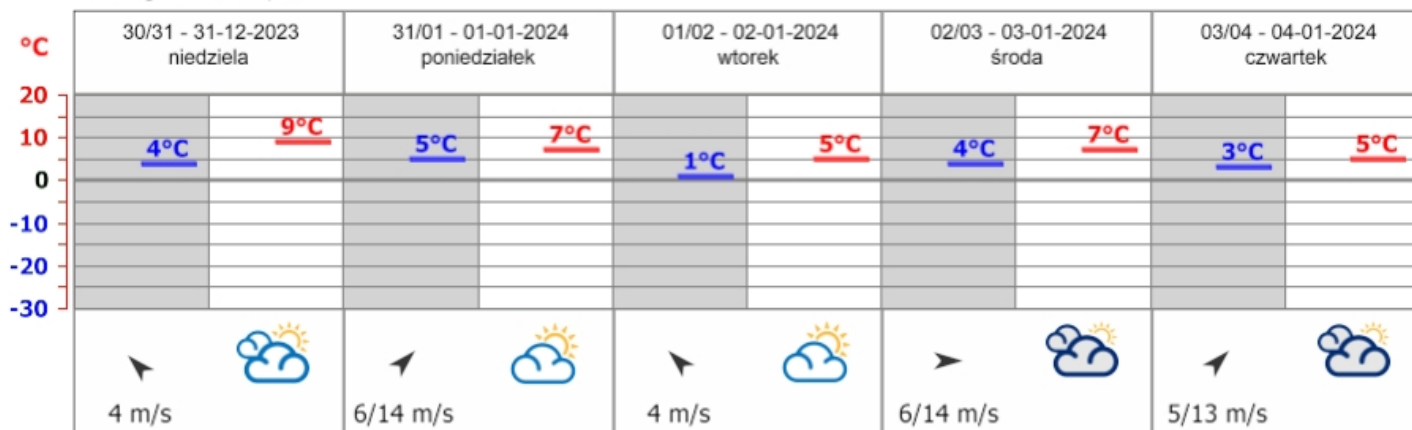 °C
30/31 - 31-12-2023
niedziela
31/01 - 01-01-2024
poniedziałek
01/02 - 02-01-2024
wtorek
02/03 - 03-01-2024
środa
03/04 - 04-01-2024
czwartek
20
10
0
-10
-20
-30
4°C
9°C
5°C
7°C
1°C
5°C
4°C
7°C
3°C
5°C
4 m/s
6/14 m/s
4 m/s
6/14 m/s
5/13 m/s